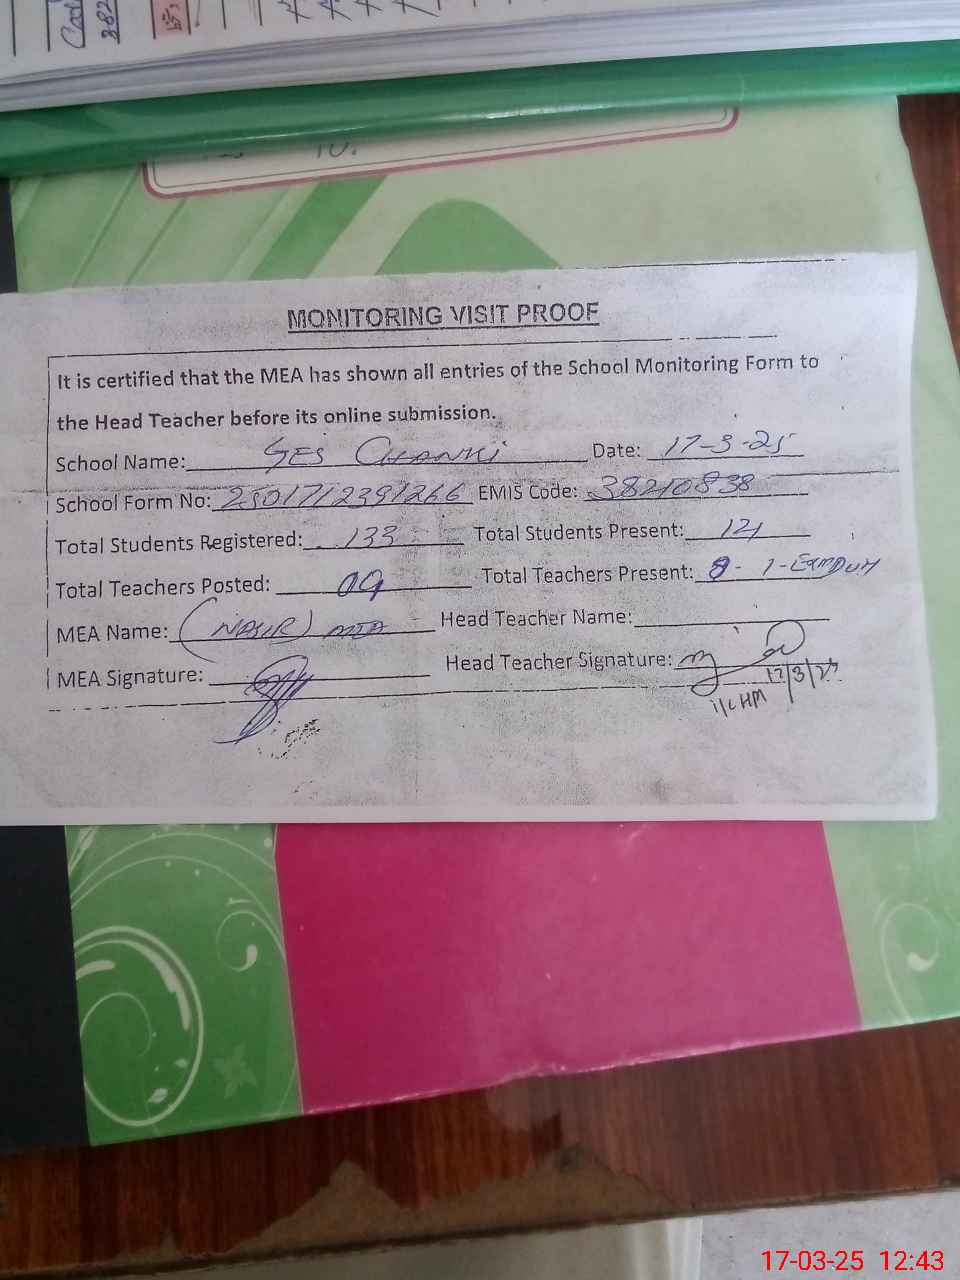 MONITORING VISIT PROOF
It is certified that the MEA has shown all entries of the School Monitoring Form to
the Head Teacher before its online submission.
School Name: GES Chanki Date: 17-3-25
School Form No: 2501712391266 EMIS Code: 38210838
Total Students Registered: 133 Total Students Present: 121
Total Teachers Posted: 09 Total Teachers Present: 8 - 1-Exm Duty
MEA Name: (NASIR) MEA Head Teacher Name:
MEA Signature: Head Teacher Signature:
I/C HM 17/3/25
17-03-25 12:43